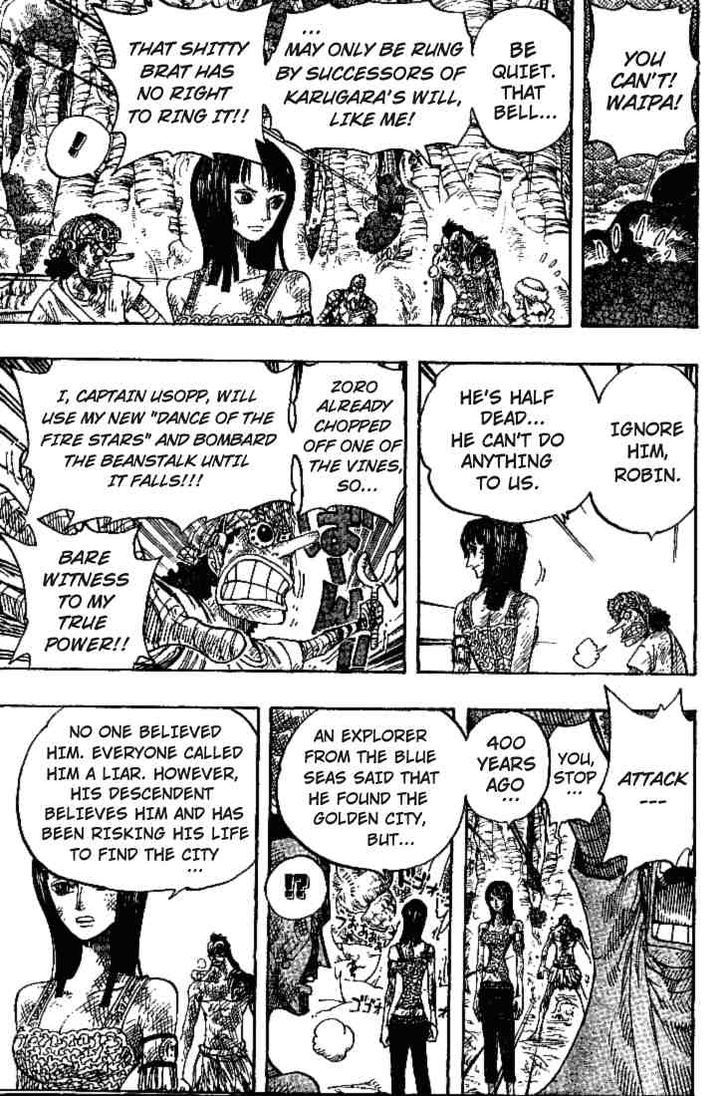 YOU
CAN'T!
WAIPA!
BE
QUIET.
THAT
BELL...
...
MAY ONLY BE RUNG
BY SUCCESSORS OF
KARUGARA'S WILL,
LIKE ME!
THAT SHITTY
BRAT HAS
NO RIGHT
TO RING IT!!
!!
IGNORE
HIM,
ROBIN.
HE'S HALF
DEAD...
HE CAN'T DO
ANYTHING
TO US.
ZORO
ALREADY
CHOPPED
OFF ONE OF
THE VINES,
SO...
I, CAPTAIN USOPP, WILL
USE MY NEW "DANCE OF THE
FIRE STARS" AND BOMBARD
THE BEANSTALK UNTIL
IT FALLS!!!
BARE
WITNESS
TO MY
TRUE
POWER!!
ATTACK
---
YOU,
STOP
...
400
YEARS
AGO
...
AN EXPLORER
FROM THE BLUE
SEAS SAID THAT
HE FOUND THE
GOLDEN CITY,
BUT...
!?
NO ONE BELIEVED
HIM. EVERYONE CALLED
HIM A LIAR. HOWEVER,
HIS DESCENDENT
BELIEVES HIM AND HAS
BEEN RISKING HIS LIFE
TO FIND THE CITY
...